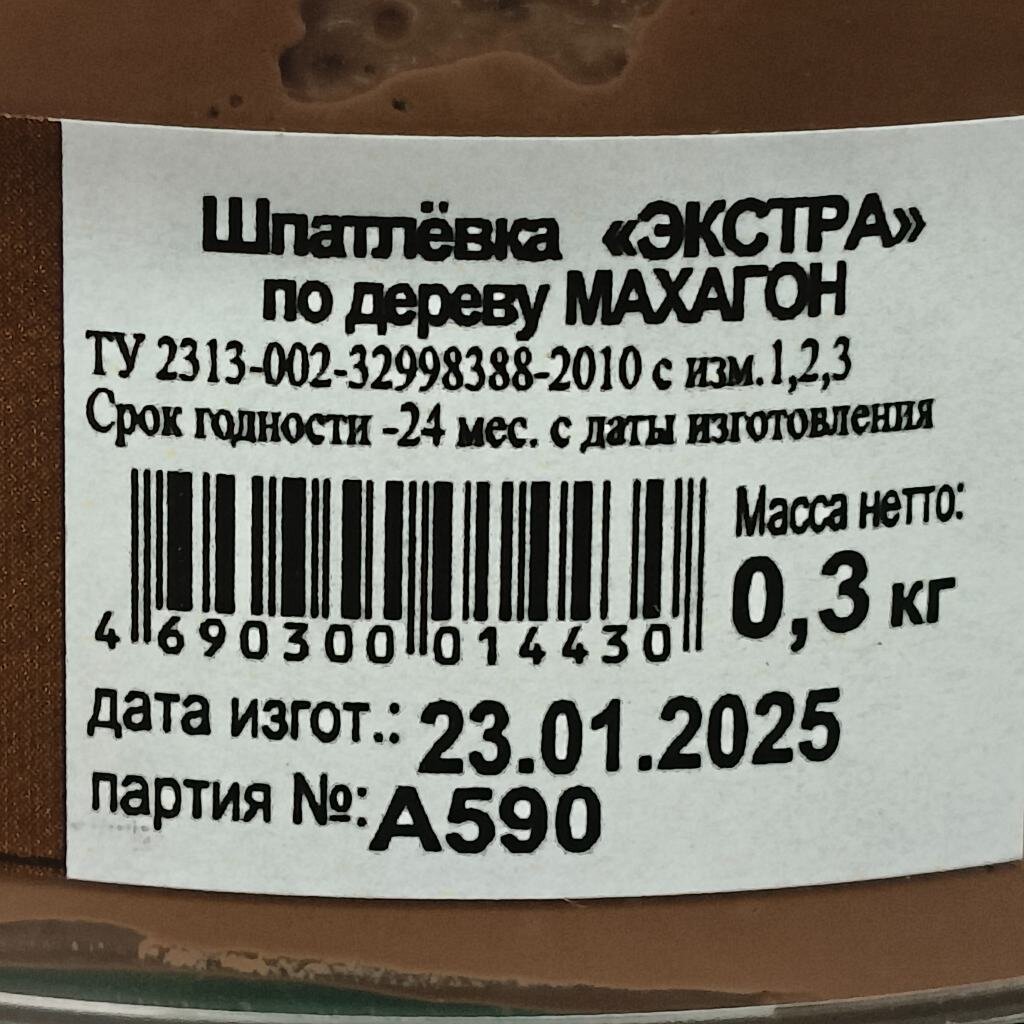 Шпатлёвка «ЭКСТРА»
по дереву МАХАГОН
ТУ 2313-002-32998388-2010 с изм.1,2,3
Срок годности -24 мес. с даты изготовления
Масса нетто:
0,3 кг
4 690300 014430
дата изгот.: 23.01.2025
партия №: А590